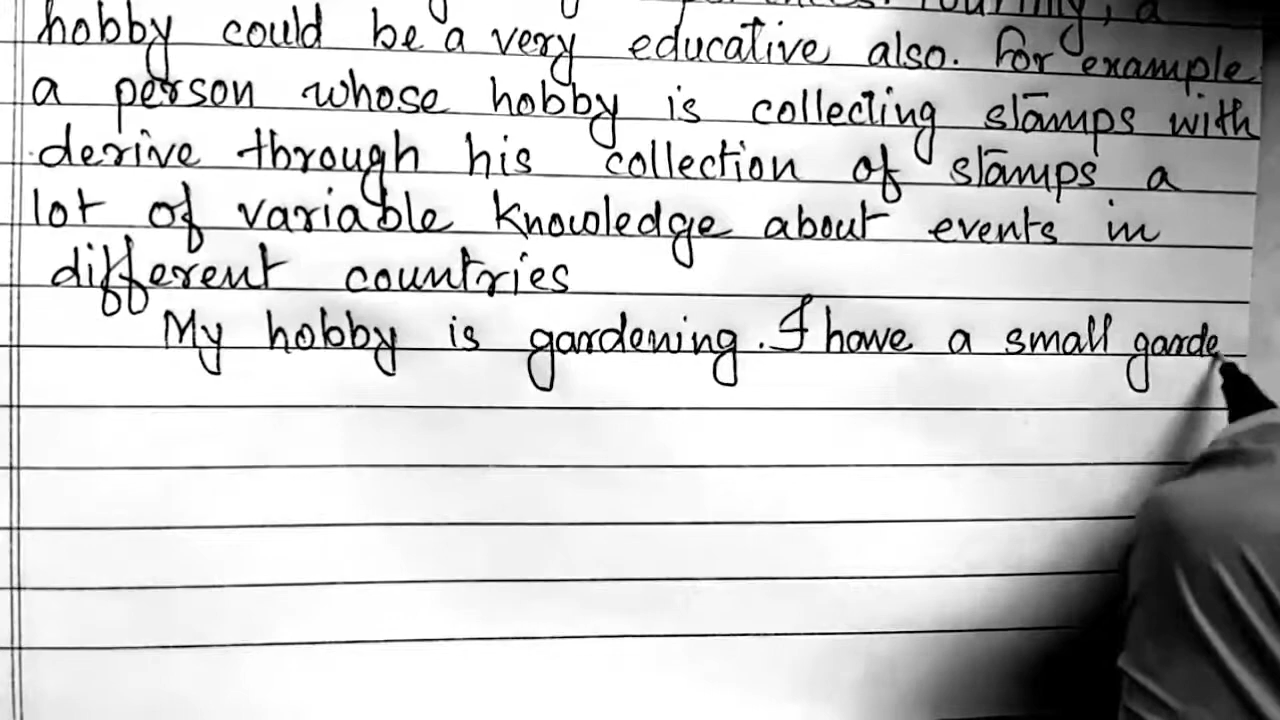 hobby could be a very educative also. For example
a person whose hobby is collecting stamps with
derive through his collection of stamps a
lot of variable knowledge about events in
different countries
My hobby is gardening. I have a small garde